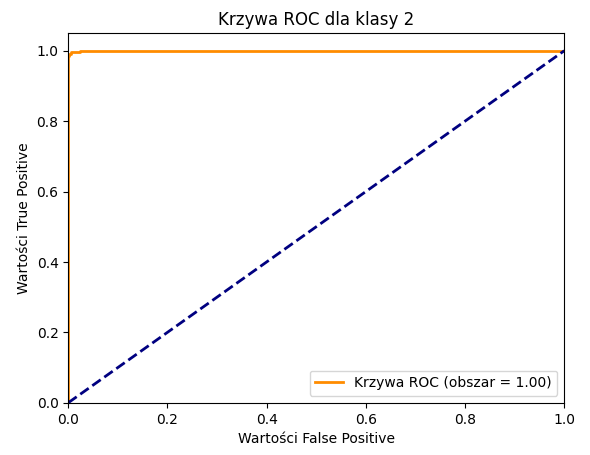 Krzywa ROC dla klasy 2
Wartości True Positive
1.0
0.8
0.6
0.4
0.2
0.0
Krzywa ROC (obszar = 1.00)
0.0 0.2 0.4 0.6 0.8 1.0
Wartości False Positive